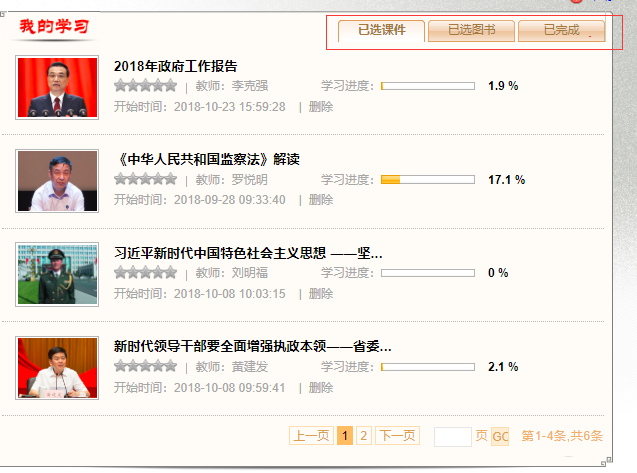 我的学习
已选课件 已选图书 已完成
2018年政府工作报告
| 教师: 李克强 学习进度: 1.9 %
开始时间: 2018-10-23 15:59:28 | 删除
《中华人民共和国监察法》解读
| 教师: 罗悦明 学习进度: 17.1 %
开始时间: 2018-09-28 09:33:40 | 删除
习近平新时代中国特色社会主义思想 ——坚...
| 教师: 刘明福 学习进度: 0 %
开始时间: 2018-10-08 10:03:15 | 删除
新时代领导干部要全面增强执政本领——省委...
| 教师: 黄建发 学习进度: 2.1 %
开始时间: 2018-10-08 09:59:41 | 删除
上一页 1 2 下一页 页 GO 第1-4条,共6条